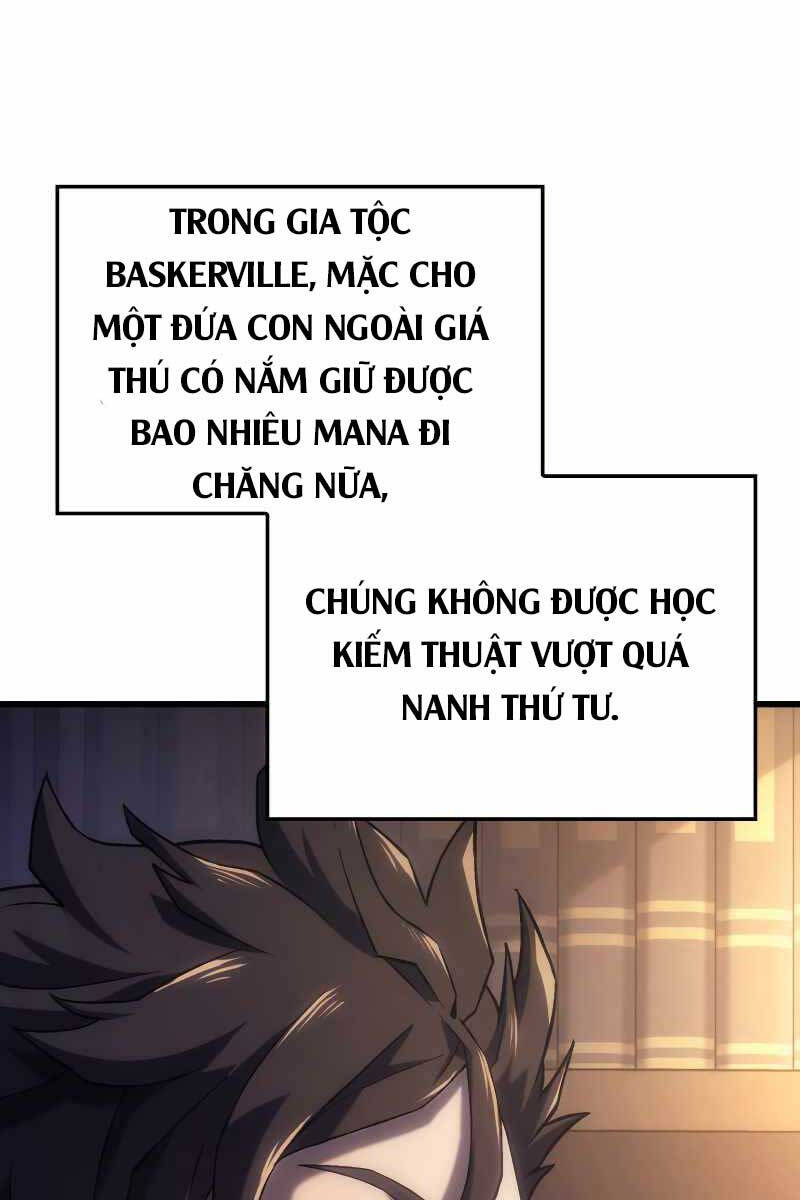 TRONG GIA TỘC
BASKERVILLE, MẶC CHO
MỘT ĐỨA CON NGOÀI GIÁ
THÚ CÓ NẮM GIỮ ĐƯỢC
BAO NHIÊU MANA ĐI
CHĂNG NỮA,
CHÚNG KHÔNG ĐƯỢC HỌC
KIẾM THUẬT VƯỢT QUÁ
NANH THỨ TƯ.